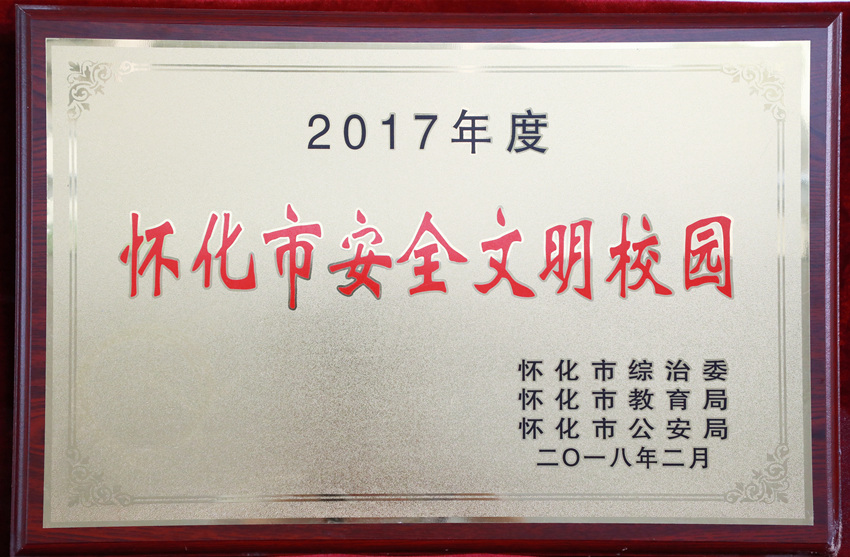 2017年度
怀化市安全文明校园
怀化市综治委
怀化市教育局
怀化市公安局
二〇一八年二月